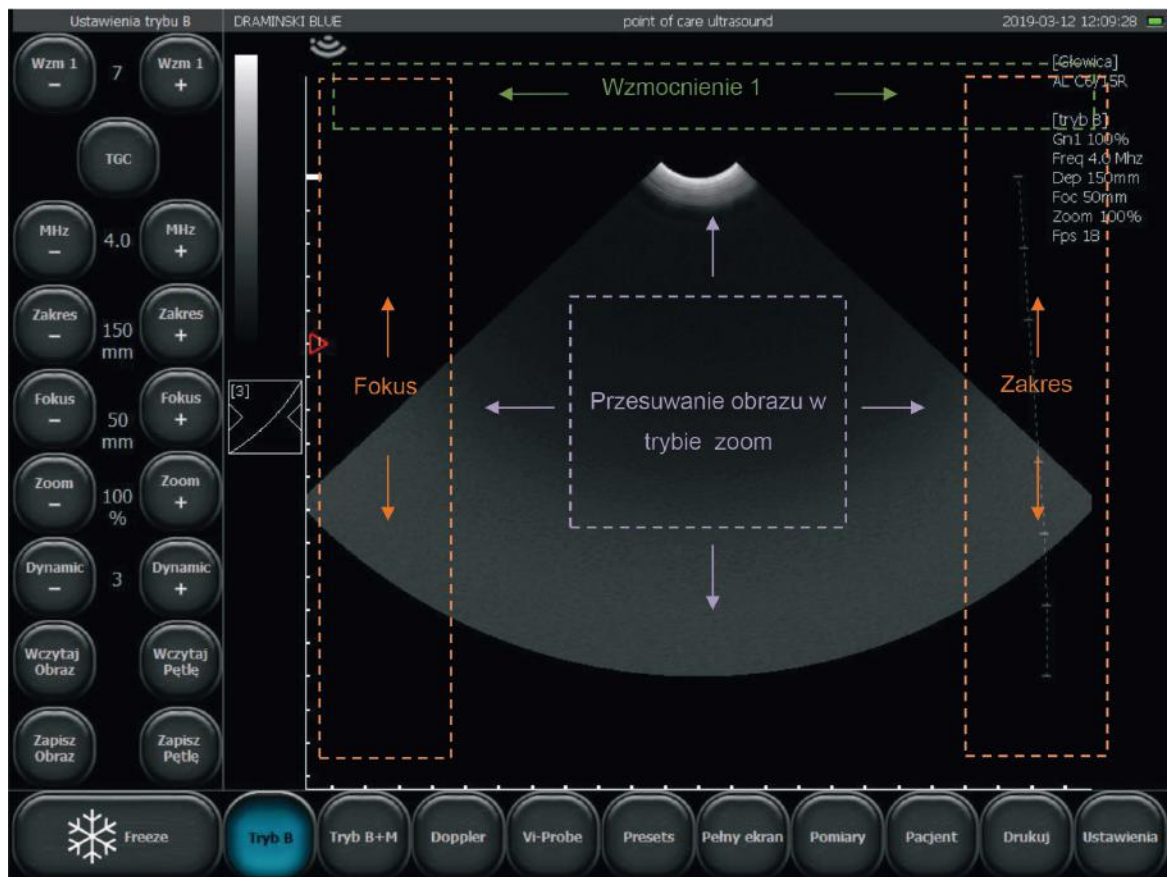 Ustawienia trybu B
DRAMINSKI BLUE
point of care ultrasound
2019-03-12 12:09:28
Wzm 1
−
7
Wzm 1
+
TGC
MHz
−
4.0
MHz
+
Zakres
−
150
mm
Zakres
+
Fokus
−
50
mm
Fokus
+
Zoom
−
100
%
Zoom
+
Dynamic
−
3
Dynamic
+
Wczytaj
Obraz
Wczytaj
Pętlę
Zapisz
Obraz
Zapisz
Pętlę
[3]
Wzmocnienie 1
Fokus
Przesuwanie obrazu w
trybie zoom
Zakres
[Głowica]
AL C6/15R
[tryb B]
Gn1 100%
Freq 4.0 Mhz
Dep 150mm
Foc 50mm
Zoom 100%
Fps 18
Freeze
Tryb B
Tryb B+M
Doppler
Vi-Probe
Presets
Pełny ekran
Pomiary
Pacjent
Drukuj
Ustawienia